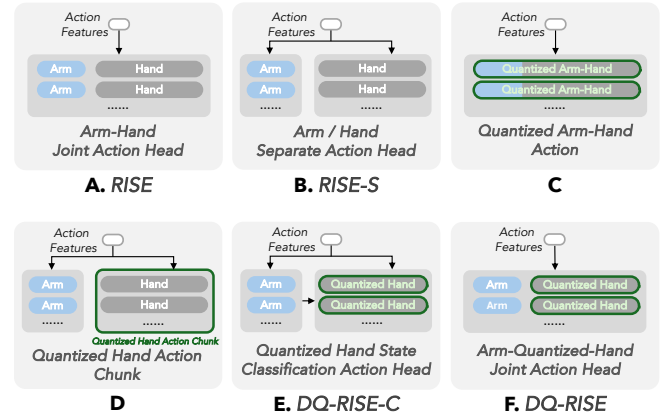 Action
Features
Arm Hand
Arm Hand
......
Arm-Hand
Joint Action Head
A. RISE
Action
Features
Arm Hand
Arm Hand
...... ......
Arm / Hand
Separate Action Head
B. RISE-S
Action
Features
Quantized Arm-Hand
Quantized Arm-Hand
......
Quantized Arm-Hand
Action
C
Action
Features
Arm Hand
Arm Hand
...... ......
Quantized Hand Action Chunk
Quantized Hand Action
Chunk
D
Action
Features
Arm Quantized Hand
Arm Quantized Hand
...... ......
Quantized Hand State
Classification Action Head
E. DQ-RISE-C
Action
Features
Arm Quantized Hand
Arm Quantized Hand
......
Arm-Quantized-Hand
Joint Action Head
F. DQ-RISE